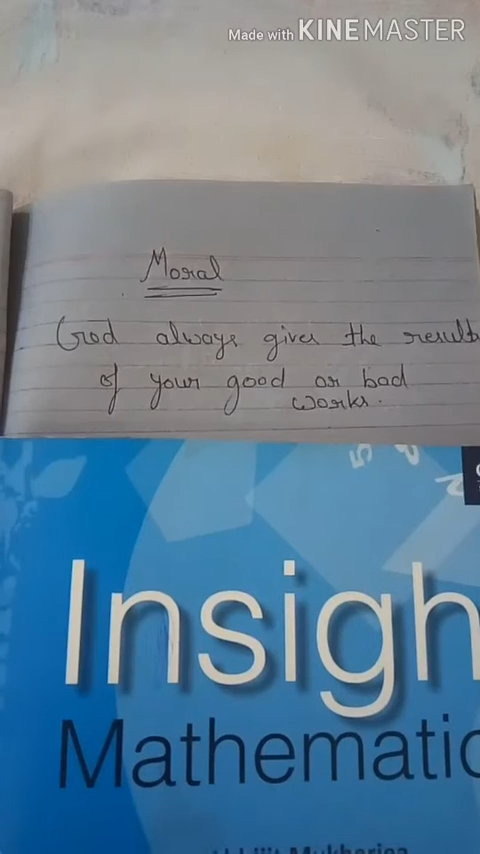 Made with KINEMASTER
Moral
God always gives the result
of your good or bad
works.
Insigh
Mathematic